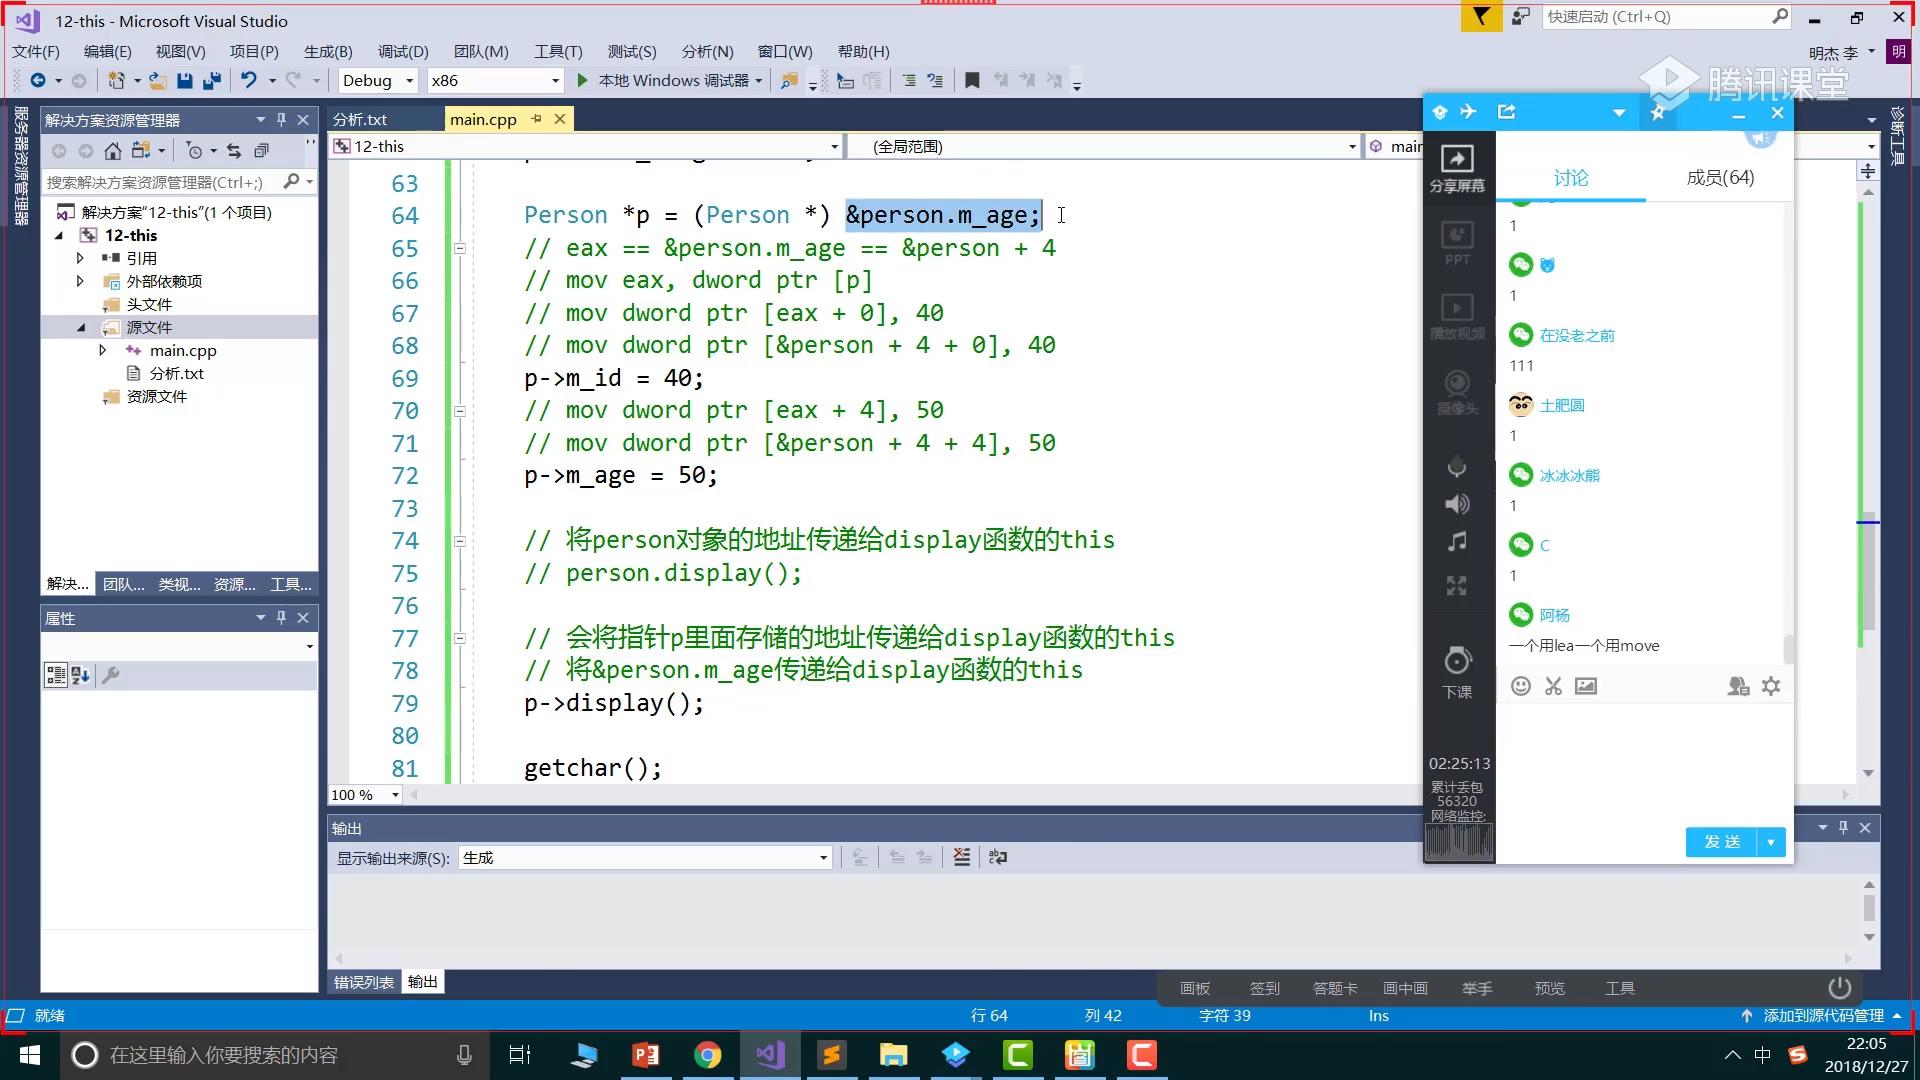 12-this - Microsoft Visual Studio
快速启动 (Ctrl+Q)
文件(F) 编辑(E) 视图(V) 项目(P) 生成(B) 调试(D) 团队(M) 工具(T) 测试(S) 分析(N) 窗口(W) 帮助(H)
明杰 李 明
Debug x86 本地 Windows 调试器
腾讯课堂
服务器资源管理器
诊断工具
解决方案资源管理器
搜索解决方案资源管理器(Ctrl+;)
解决方案"12-this"(1 个项目)
12-this
引用
外部依赖项
头文件
源文件
main.cpp
分析.txt
资源文件
解决... 团队... 类视... 资源... 工具...
属性
分析.txt main.cpp
12-this (全局范围) main
63
64 Person *p = (Person *) &person.m_age;
65 // eax == &person.m_age == &person + 4
66 // mov eax, dword ptr [p]
67 // mov dword ptr [eax + 0], 40
68 // mov dword ptr [&person + 4 + 0], 40
69 p->m_id = 40;
70 // mov dword ptr [eax + 4], 50
71 // mov dword ptr [&person + 4 + 4], 50
72 p->m_age = 50;
73
74 // 将person对象的地址传递给display函数的this
75 // person.display();
76
77 // 会将指针p里面存储的地址传递给display函数的this
78 // 将&person.m_age传递给display函数的this
79 p->display();
80
81 getchar();
100 %
输出
显示输出来源(S): 生成
错误列表 输出
分享屏幕
PPT
播放视频
摄像头
下课
02:25:13
累计丢包
56320
网络监控:
讨论 成员(64)
1
1
在没老之前
111
土肥圆
1
冰冰冰熊
1
C
1
阿杨
一个用lea一个用move
发 送
画板 签到 答题卡 画中画 举手 预览 工具
就绪 行 64 列 42 字符 39 Ins 添加到源代码管理
在这里输入你要搜索的内容
中
22:05
2018/12/27